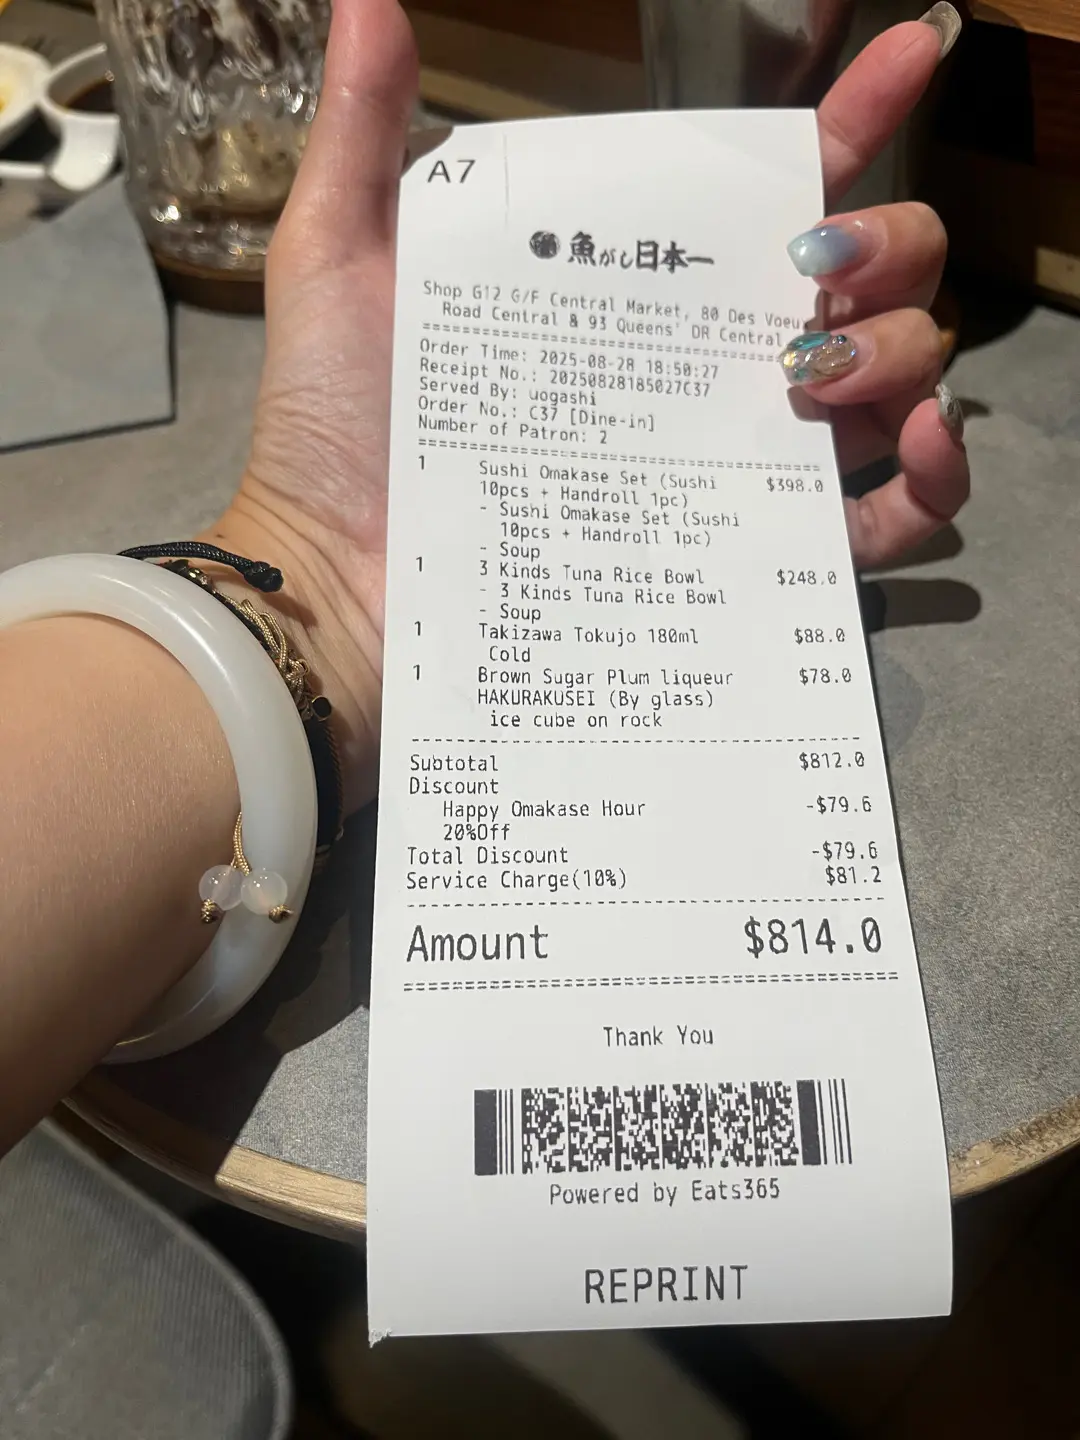 A7
魚がし日本一
Shop G12 G/F Central Market, 80 Des Voeux
Road Central & 93 Queens' DR Central
Order Time: 2025-08-28 18:50:27
Receipt No.: 20250828185027C37
Served By: uogashi
Order No.: C37 [Dine-in]
Number of Patron: 2
1 Sushi Omakase Set (Sushi $398.0
10pcs + Handroll 1pc)
- Sushi Omakase Set (Sushi
10pcs + Handroll 1pc)
- Soup
1 3 Kinds Tuna Rice Bowl $248.0
- 3 Kinds Tuna Rice Bowl
- Soup
1 Takizawa Tokujo 180ml $88.0
Cold
1 Brown Sugar Plum liqueur $78.0
HAKURAKUSEI (By glass)
ice cube on rock
Subtotal $812.0
Discount
Happy Omakase Hour -$79.6
20%Off
Total Discount -$79.6
Service Charge(10%) $81.2
Amount $814.0
Thank You
Powered by Eats365
REPRINT